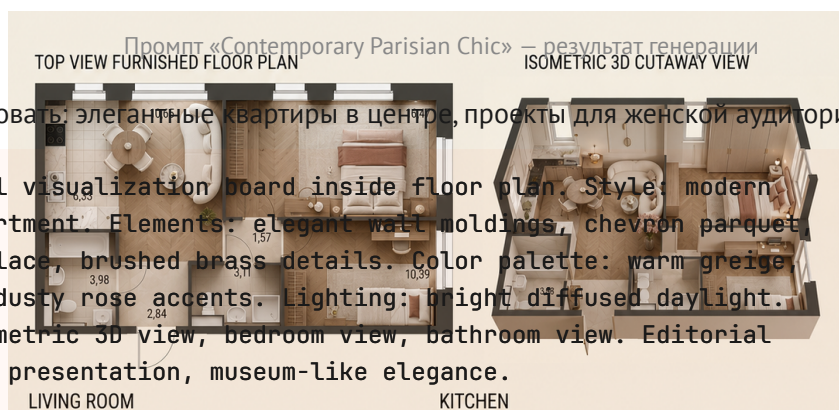 Промпт «Contemporary Parisian Chic» — результат генерации
TOP VIEW FURNISHED FLOOR PLAN
ISOMETRIC 3D CUTAWAY VIEW
овать: элегантные квартиры в центре, проекты для женской аудитори
l visualization board inside floor plan. Style: modern
6,33
rtment. Elements: elegant wall moldings, chevron parquet,
1,57
lace, brushed brass details. Color palette: warm greige
3,98
3,11
10,39
dusty rose accents. Lighting: bright diffused daylight.
2,84
metric 3D view, bedroom view, bathroom view. Editorial
presentation, museum-like elegance.
LIVING ROOM
KITCHEN